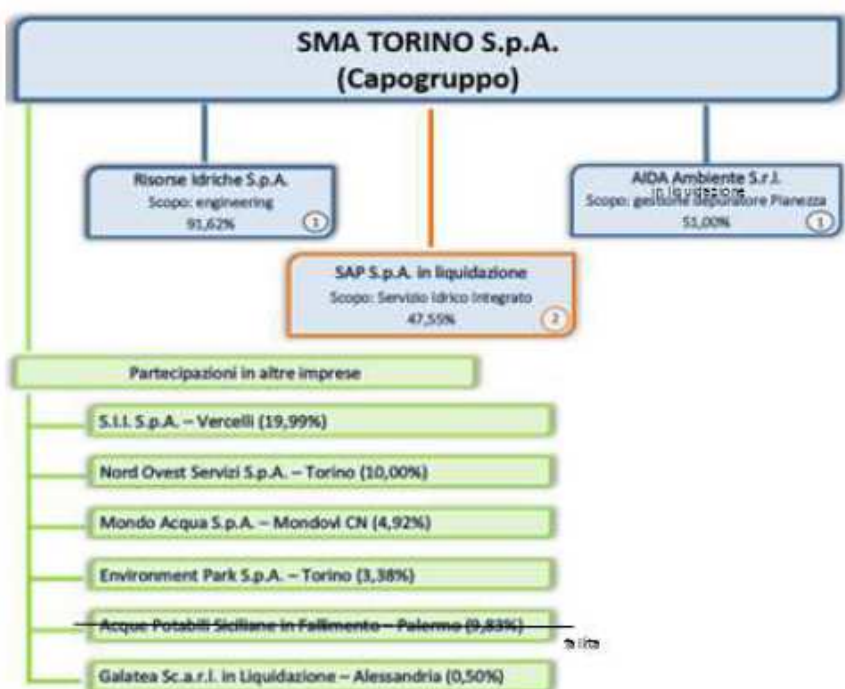 SMA TORINO S.p.A.
(Capogruppo)
Risorse Idriche S.p.A.
Scopo: engineering
91,62%
1
AIDA Ambiente S.r.l.
in liquidazione
Scopo: gestione depuratore Pianezza
51,00%
1
SAP S.p.A. in liquidazione
Scopo: Servizio Idrico Integrato
47,55%
2
Partecipazioni in altre imprese
S.I.I. S.p.A. – Vercelli (19,99%)
Nord Ovest Servizi S.p.A. – Torino (10,00%)
Mondo Acqua S.p.A. – Mondovì CN (4,92%)
Environment Park S.p.A. – Torino (3,38%)
Acque Potabili Siciliane in Fallimento – Palermo (9,83%)
fallita
Galatea Sc.a.r.l. in Liquidazione – Alessandria (0,50%)